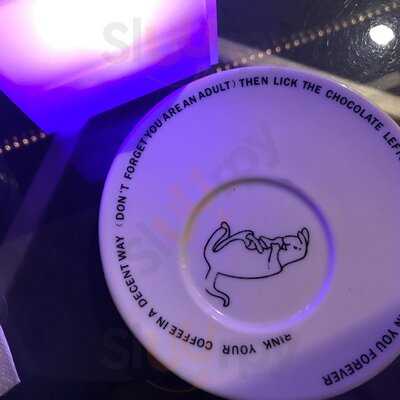 RINK YOUR COFFEE IN A DECENT WAY (DON'T FORGET YOU ARE AN ADULT) THEN LICK THE CHOCOLATE LEFT
N YOU FOREVER